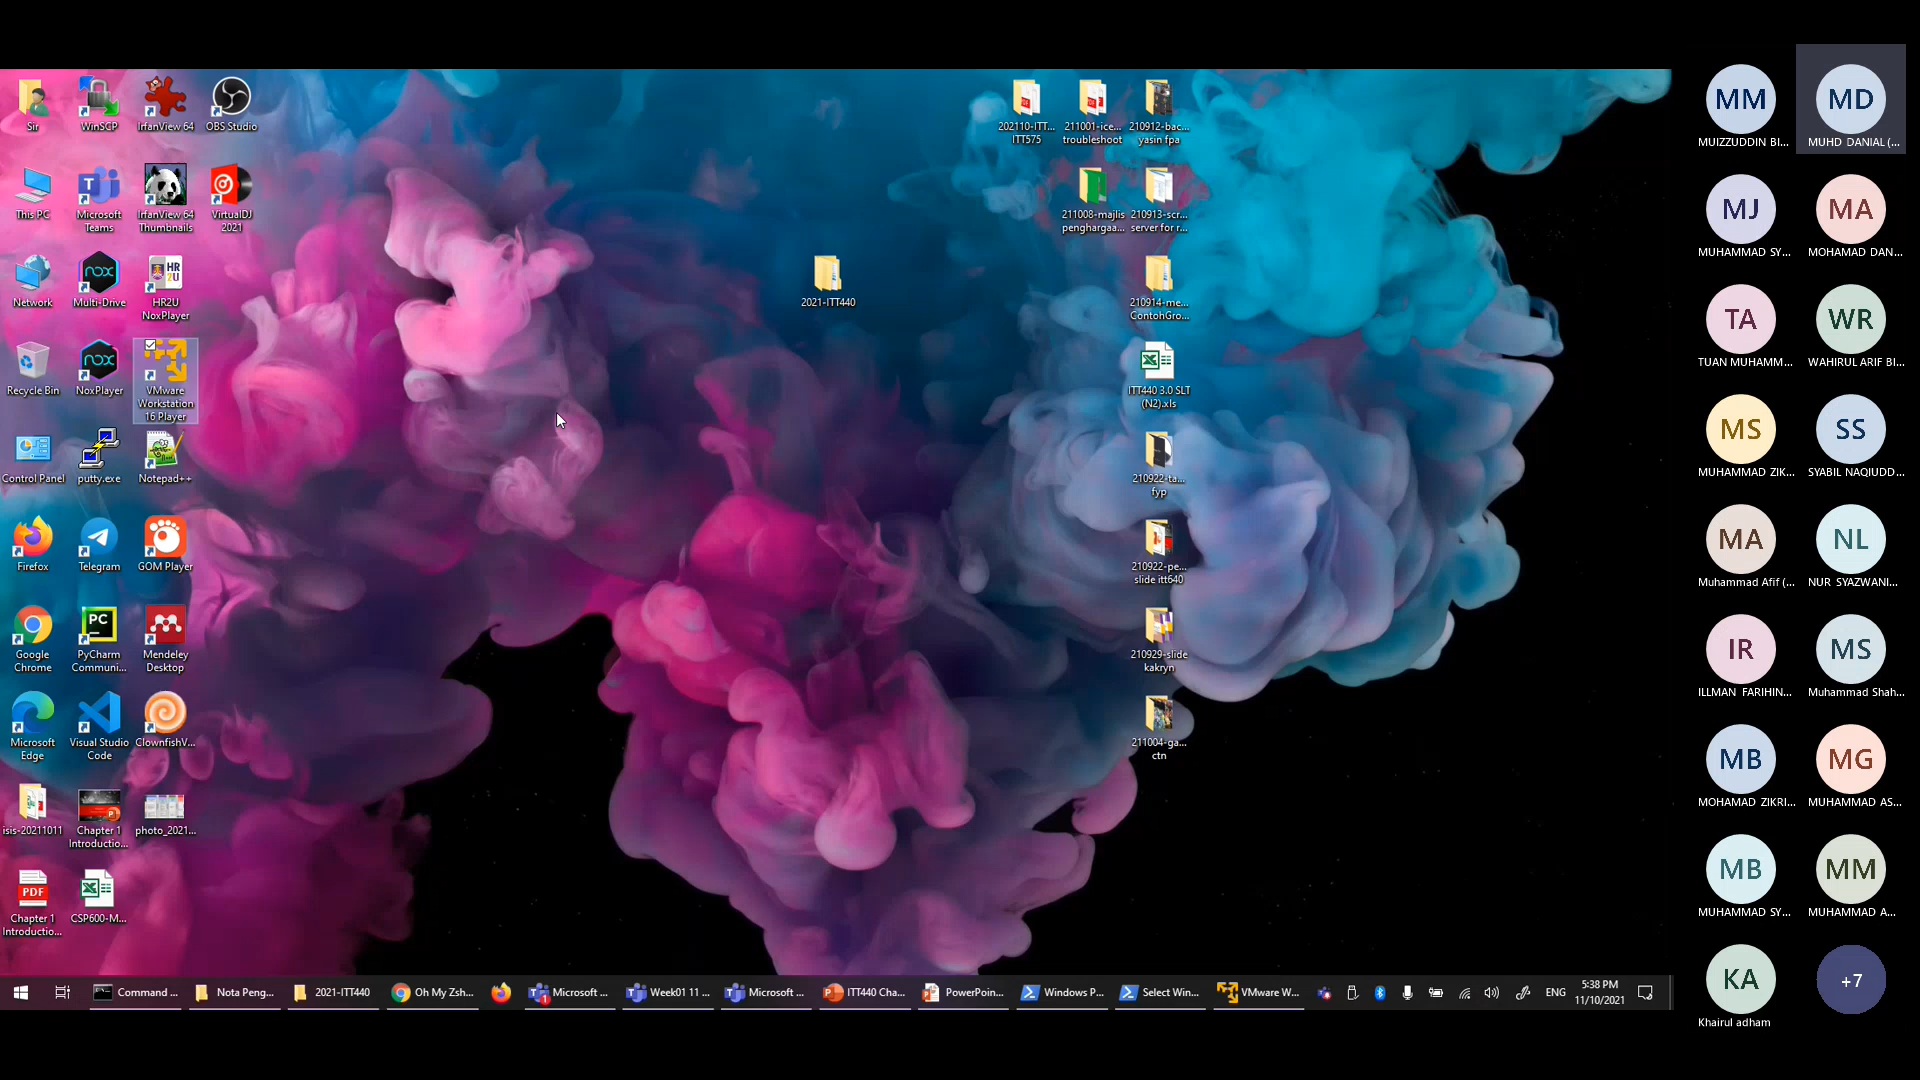 Sir
WinSCP
IrfanView 64
OBS Studio
This PC
Microsoft
Teams
IrfanView 64
Thumbnails
VirtualDJ
2021
Network
Multi-Drive
HR2U
NoxPlayer
Recycle Bin
NoxPlayer
VMware
Workstation
16 Player
Control Panel
putty.exe
Notepad++
Firefox
Telegram
GOM Player
Google
Chrome
PyCharm
Communi...
Mendeley
Desktop
Microsoft
Edge
Visual Studio
Code
ClownfishV...
isis-20211011
Chapter 1
Introductio...
photo_2021...
Chapter 1
Introductio...
CSP600-M...
2021-ITT440
202110-ITT...
ITT575
211001-ice...
troubleshoot
210912-bac...
yasin fpa
211008-majlis
penghargaa...
210913-scr...
server for r...
210914-me...
ContohGro...
ITT440 3.0 SLT
(N2).xls
210922-ta...
fyp
210922-pe...
slide itt640
210929-slide
kakryn
211004-ga...
ctn
Command ...
Nota Peng...
2021-ITT440
Oh My Zsh...
Microsoft ...
Week01 11 ...
Microsoft ...
ITT440 Cha...
PowerPoin...
Windows P...
Select Win...
VMware W...
ENG
5:38 PM
11/10/2021
MM
MUIZZUDDIN BI...
MD
MUHD DANIAL (...
MJ
MUHAMMAD SY...
MA
MOHAMAD DAN...
TA
TUAN MUHAMM...
WR
WAHIRUL ARIF BI...
MS
MUHAMMAD ZIK...
SS
SYABIL NAQIUDD...
MA
Muhammad Afif (...
NL
NUR SYAZWANI...
IR
ILLMAN FARIHIN...
MS
Muhammad Shah...
MB
MOHAMAD ZIKRI...
MG
MUHAMMAD AS...
MB
MUHAMMAD SY...
MM
MUHAMMAD A...
KA
Khairul adham
+7